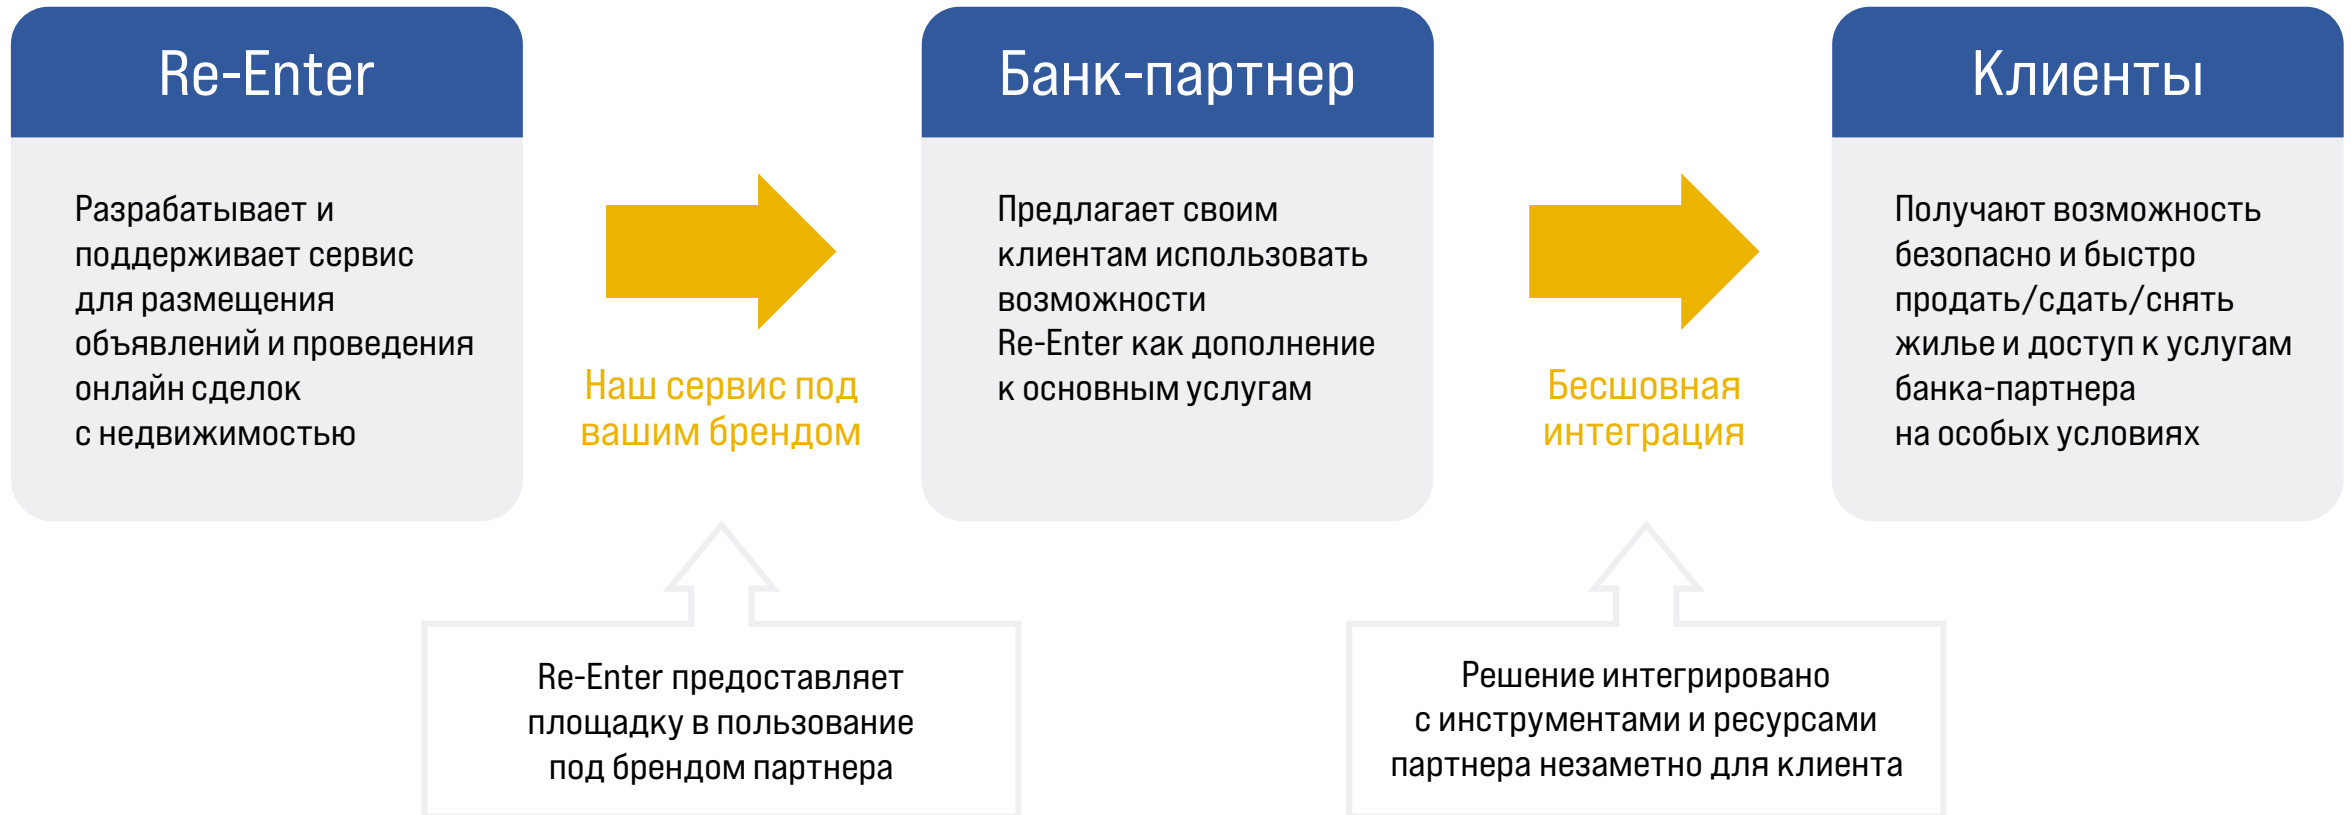 Re-Enter
Разрабатывает и
поддерживает сервис
для размещения
объявлений и проведения
онлайн сделок
с недвижимостью
Наш сервис под
вашим брендом
Банк-партнер
Предлагает своим
клиентам использовать
возможности
Re-Enter как дополнение
к основным услугам
Бесшовная
интеграция
Клиенты
Получают возможность
безопасно и быстро
продать/сдать/снять
жилье и доступ к услугам
банка-партнера
на особых условиях
Re-Enter предоставляет
площадку в пользование
под брендом партнера
Решение интегрировано
с инструментами и ресурсами
партнера незаметно для клиента